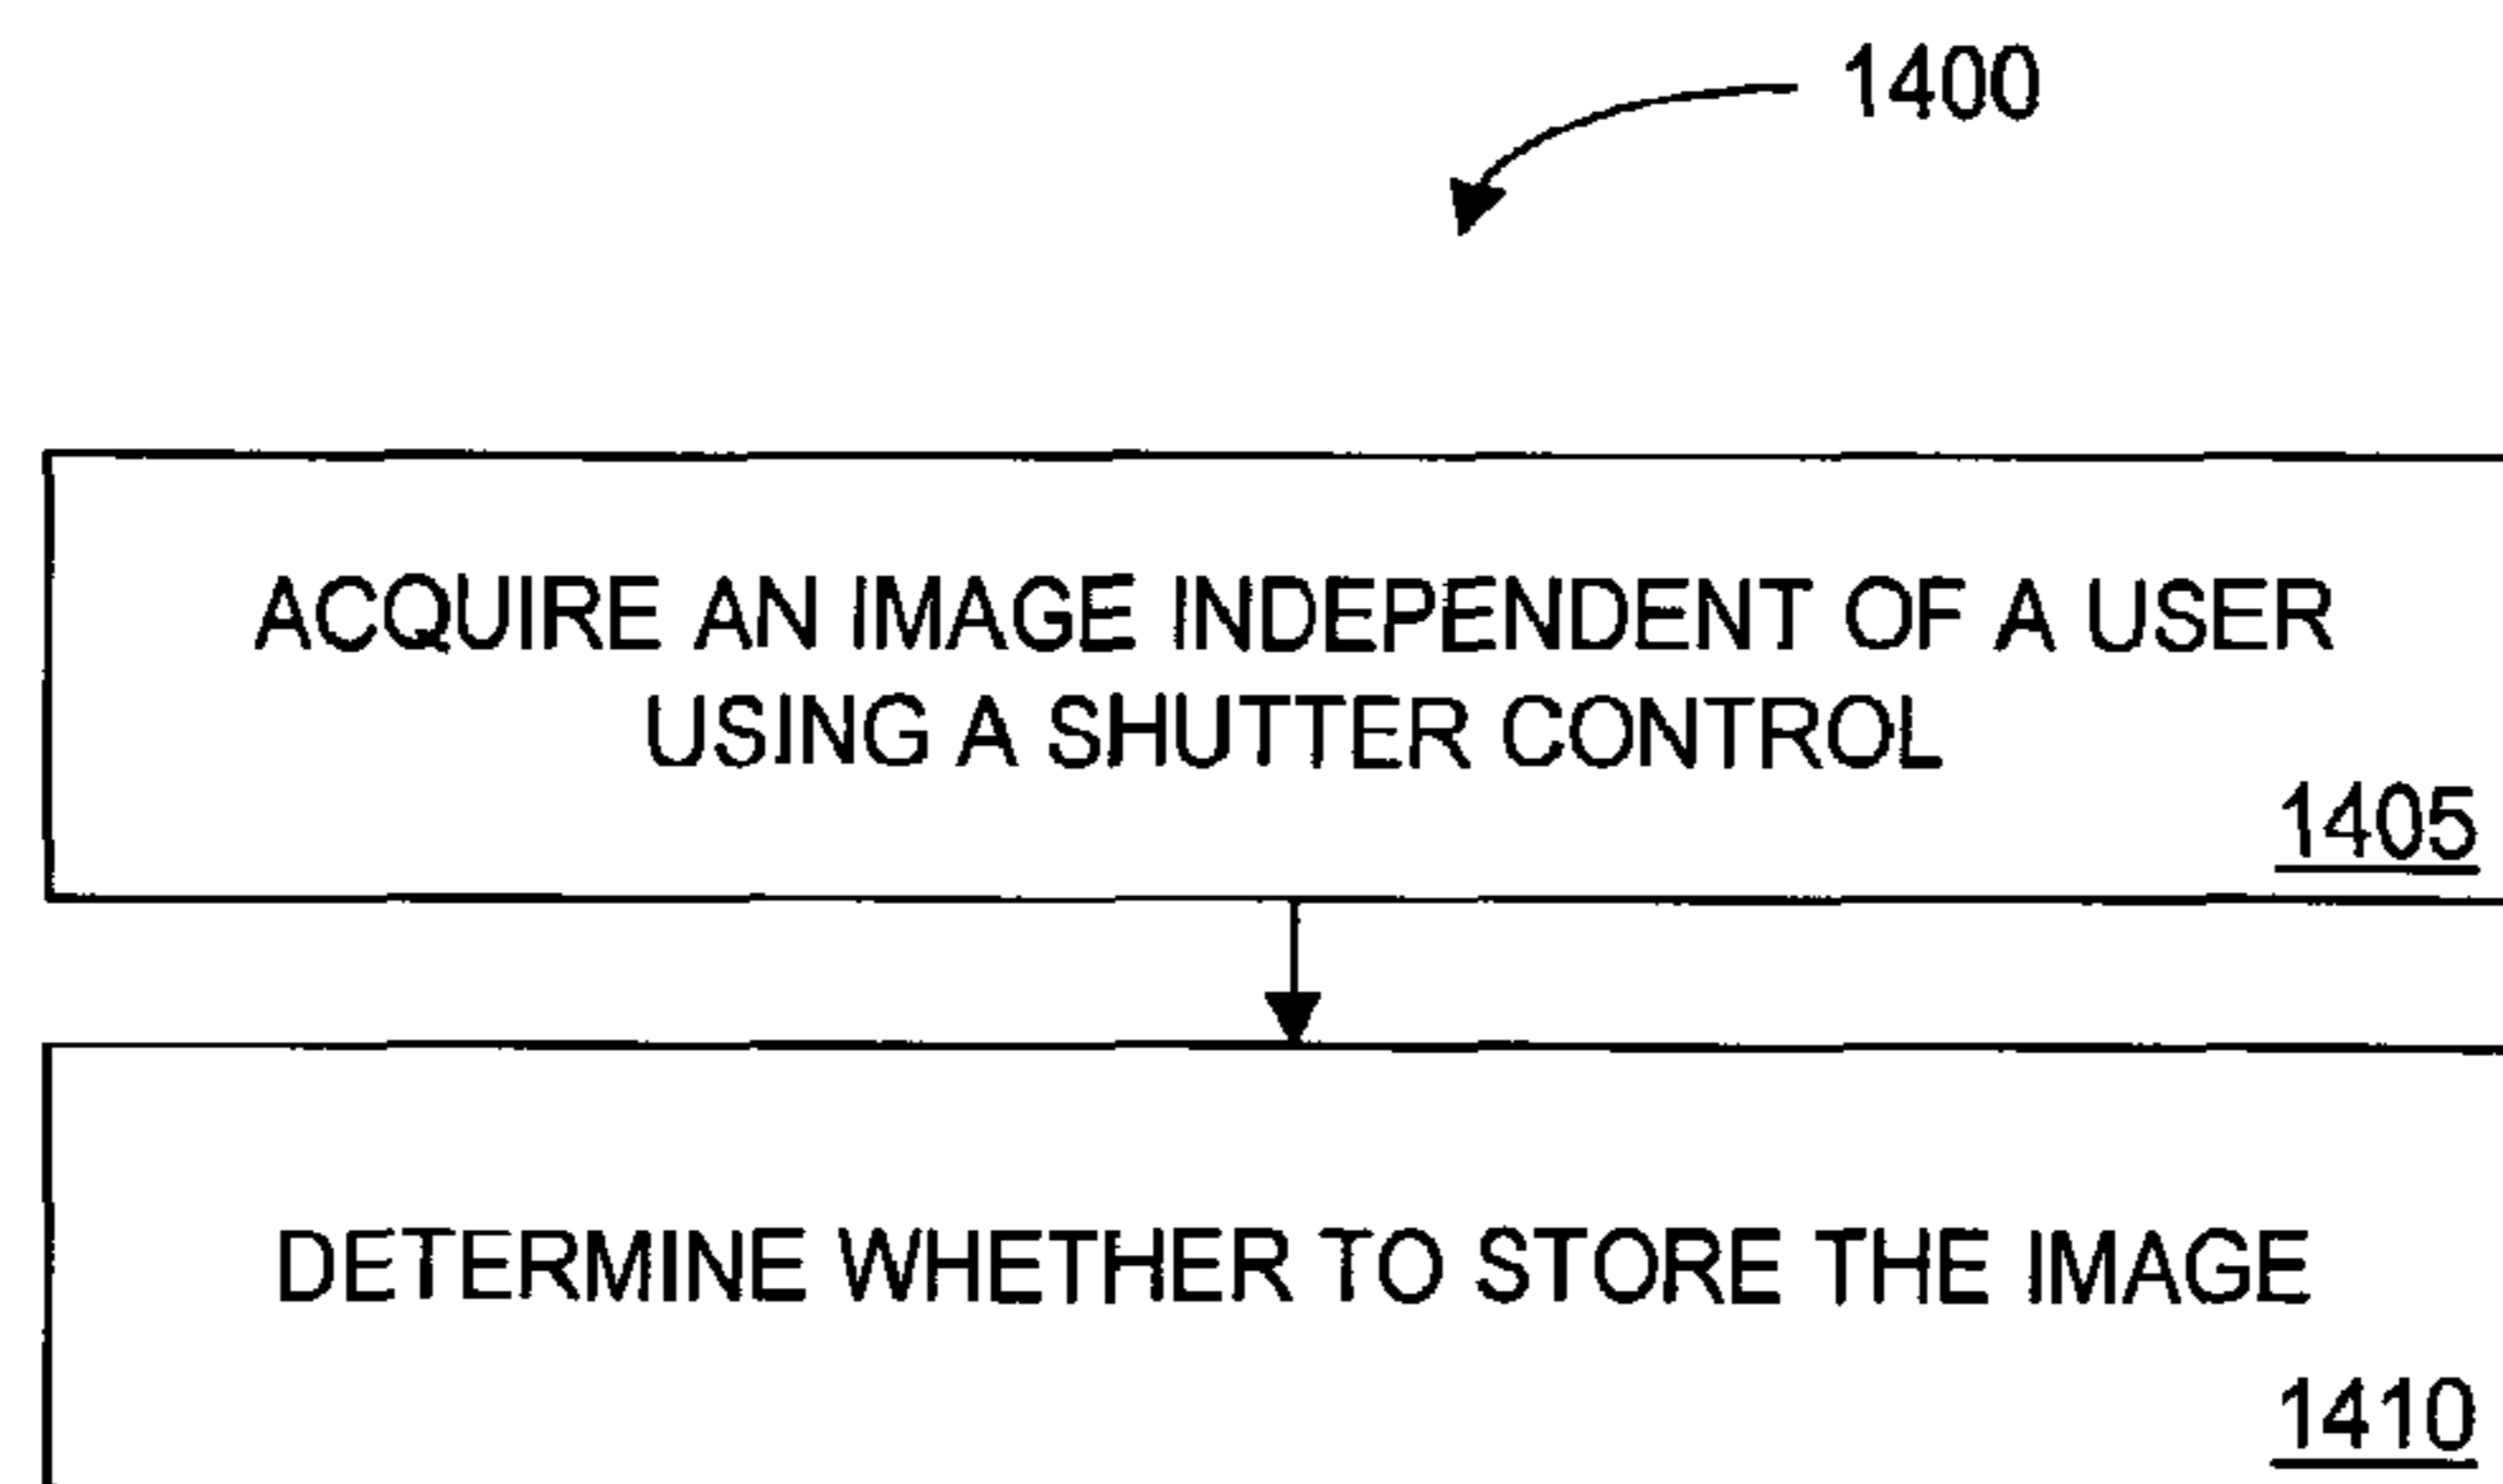 1400
ACQUIRE AN IMAGE INDEPENDENT OF A USER
USING A SHUTTER CONTROL
1405
DETERMINE WHETHER TO STORE THE IMAGE
1410